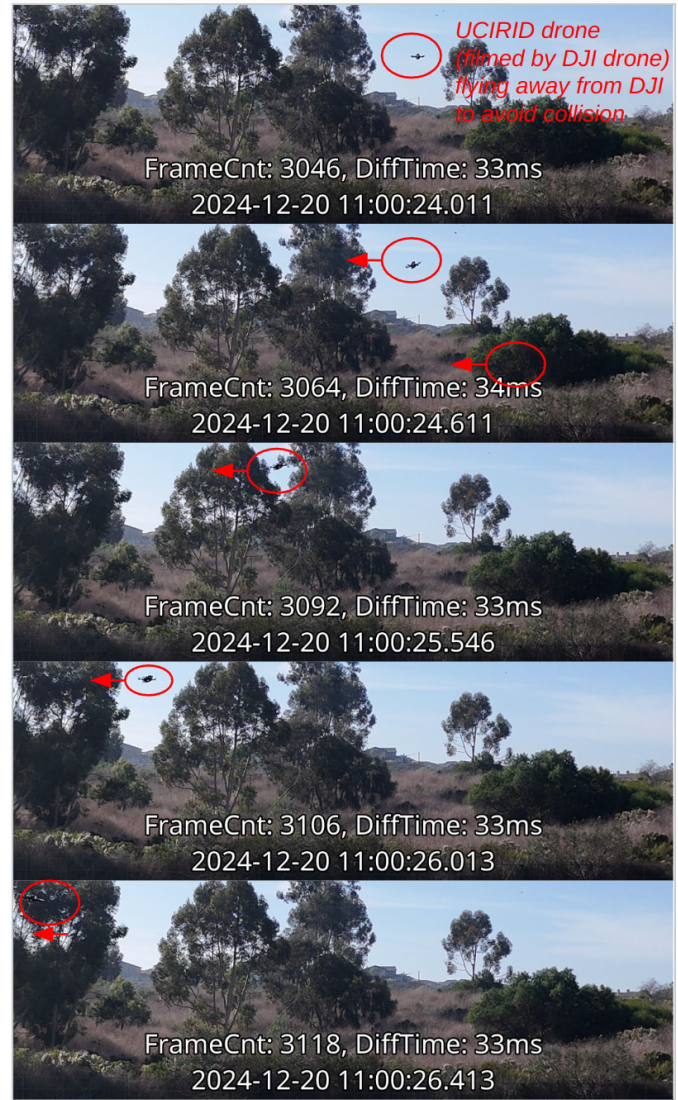 UCIRID drone
(filmed by DJI drone)
flying away from DJI
to avoid collision
FrameCnt: 3046, DiffTime: 33ms
2024-12-20 11:00:24.011
FrameCnt: 3064, DiffTime: 34ms
2024-12-20 11:00:24.611
FrameCnt: 3092, DiffTime: 33ms
2024-12-20 11:00:25.546
FrameCnt: 3106, DiffTime: 33ms
2024-12-20 11:00:26.013
FrameCnt: 3118, DiffTime: 33ms
2024-12-20 11:00:26.413